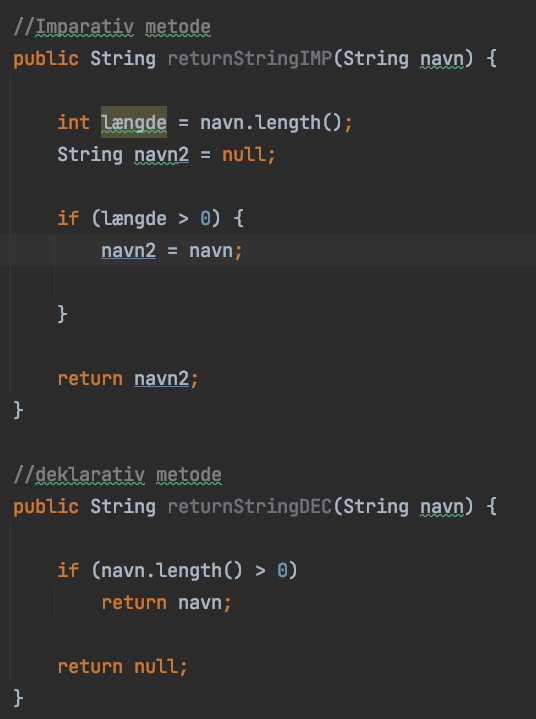 //Imparativ metode
public String returnStringIMP(String navn) {
int længde = navn.length();
String navn2 = null;
if (længde > 0) {
navn2 = navn;
}
return navn2;
}
//deklarativ metode
public String returnStringDEC(String navn) {
if (navn.length() > 0)
return navn;
return null;
}